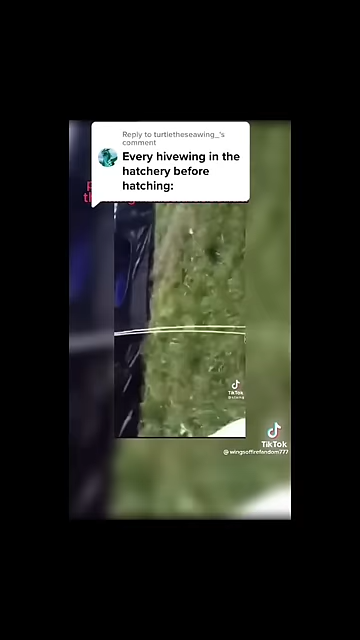 Reply to turtletheseawing_'s
comment
Every hivewing in the
hatchery before
hatching:
TikTok
TikTok
@wingsoffirefandom777